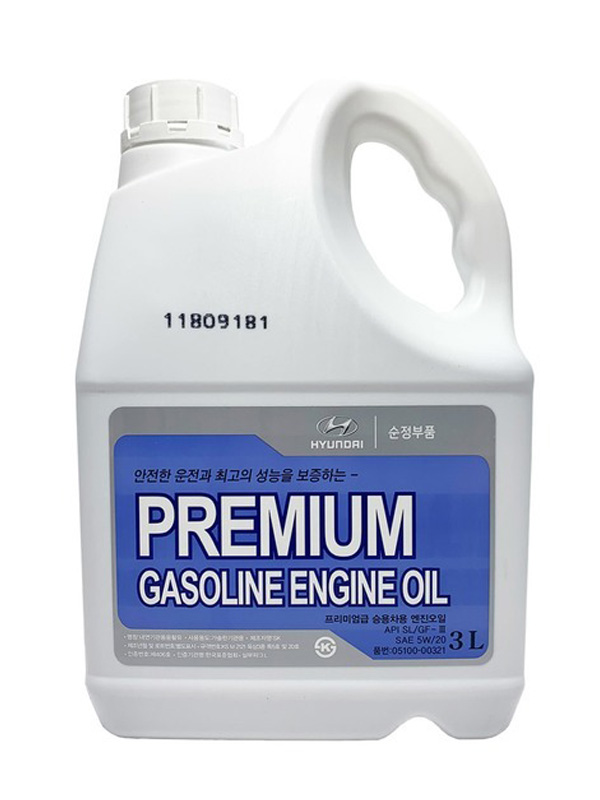 11809181
HYUNDAI
순정부품
안전한 운전과 최고의 성능을 보증하는 -
PREMIUM
GASOLINE ENGINE OIL
프리미엄급 승용차용 엔진오일
API SL/GF-Ⅲ
SAE 5W/20
3 L
품번:05100-00321